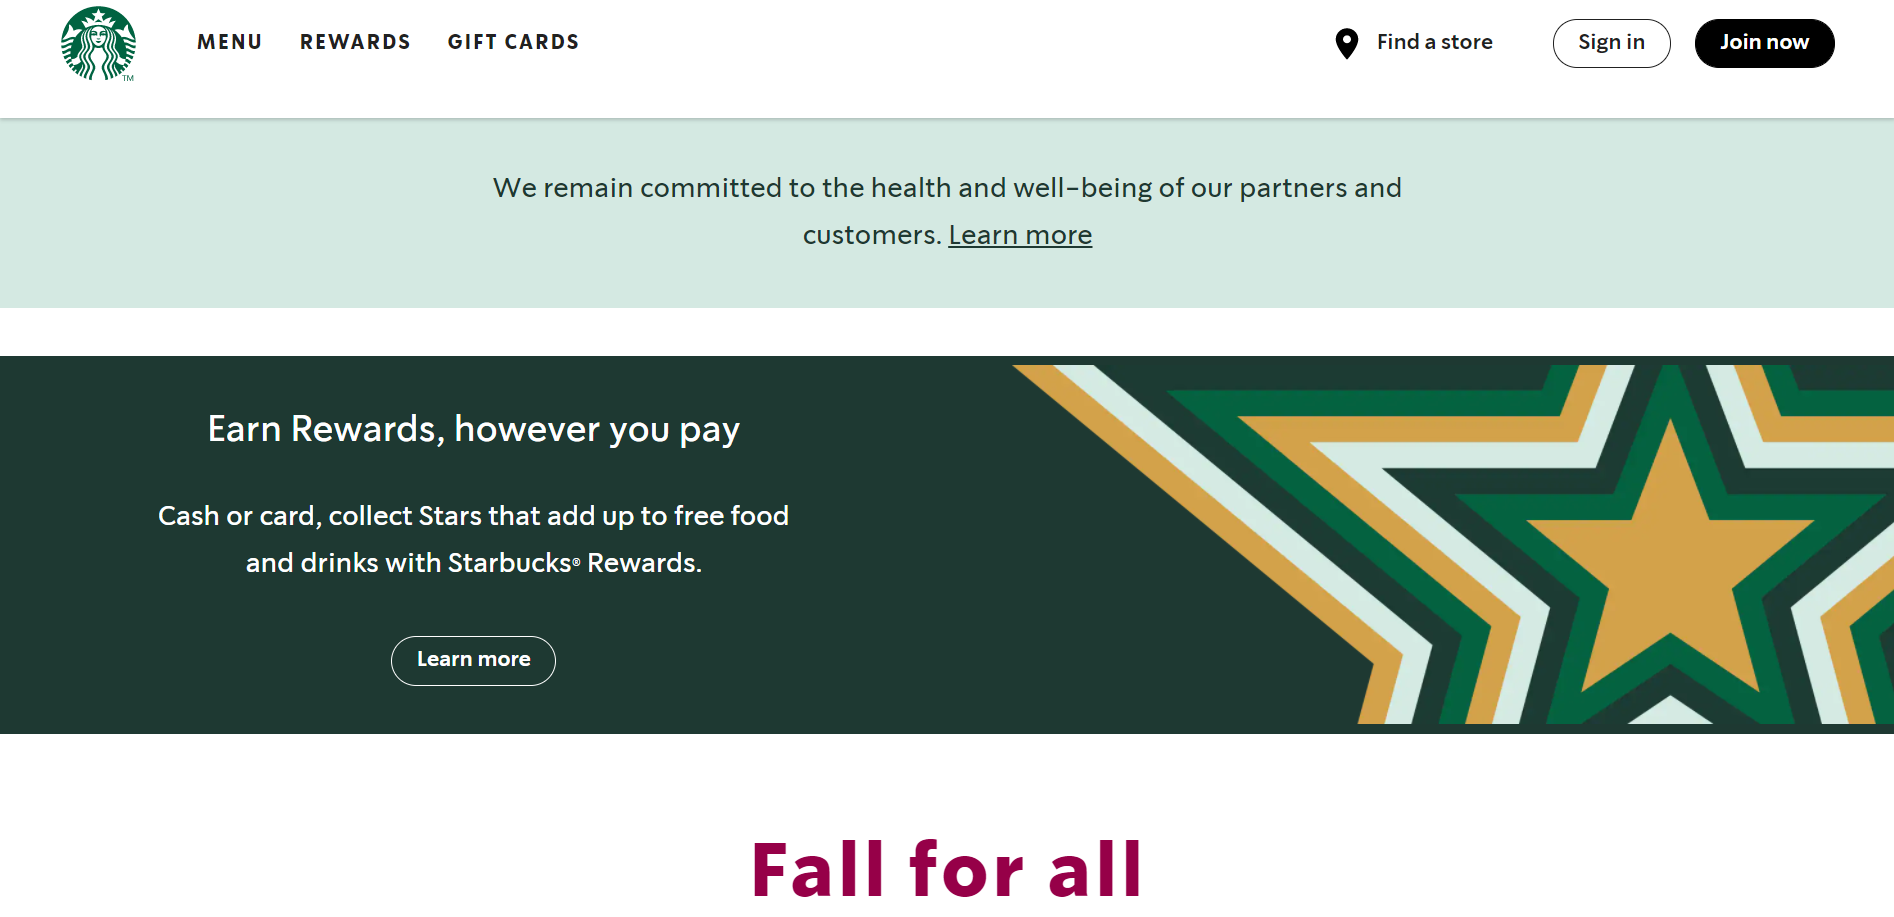 MENU REWARDS GIFT CARDS Find a store Sign in Join now
TM
We remain committed to the health and well-being of our partners and
customers. Learn more
Earn Rewards, however you pay
Cash or card, collect Stars that add up to free food
and drinks with Starbucks® Rewards.
Learn more
Fall for all